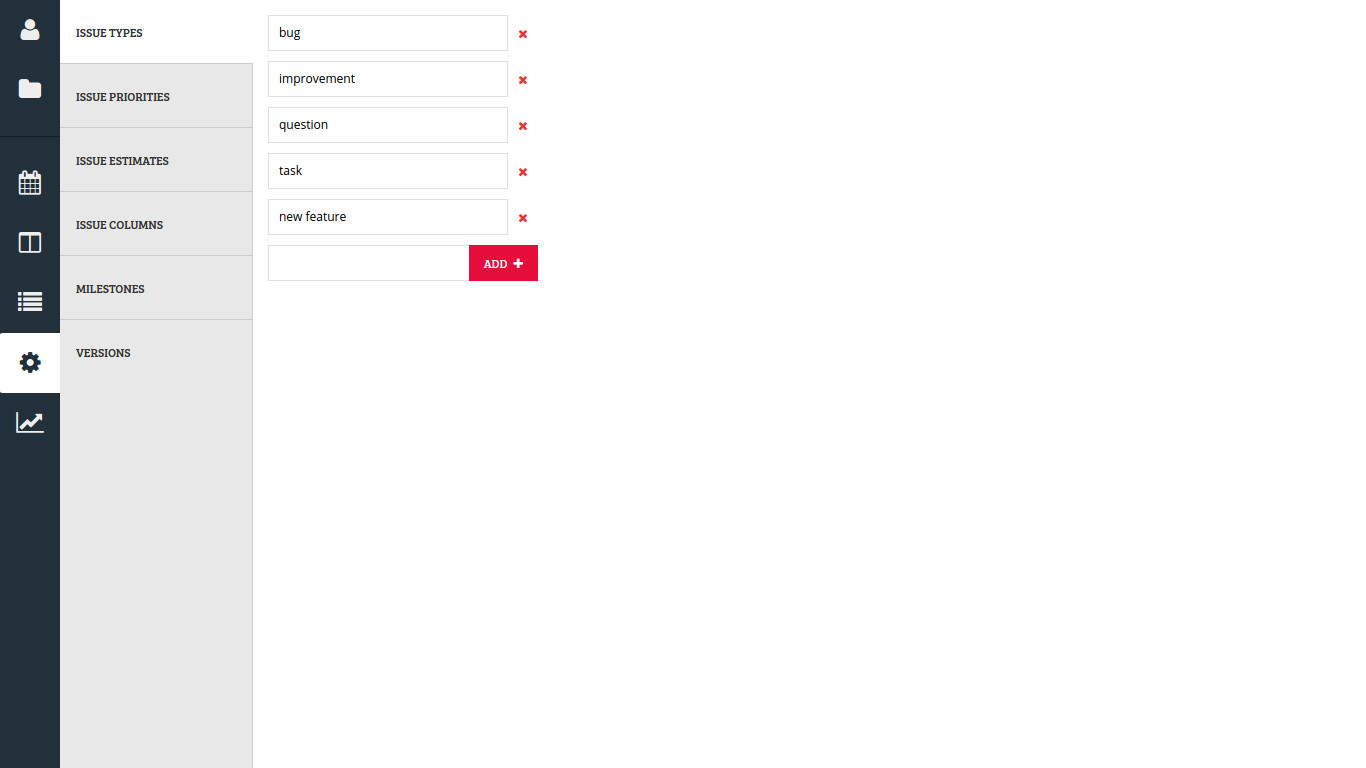 ISSUE TYPES
ISSUE PRIORITIES
ISSUE ESTIMATES
ISSUE COLUMNS
MILESTONES
VERSIONS
bug
improvement
question
task
new feature
ADD